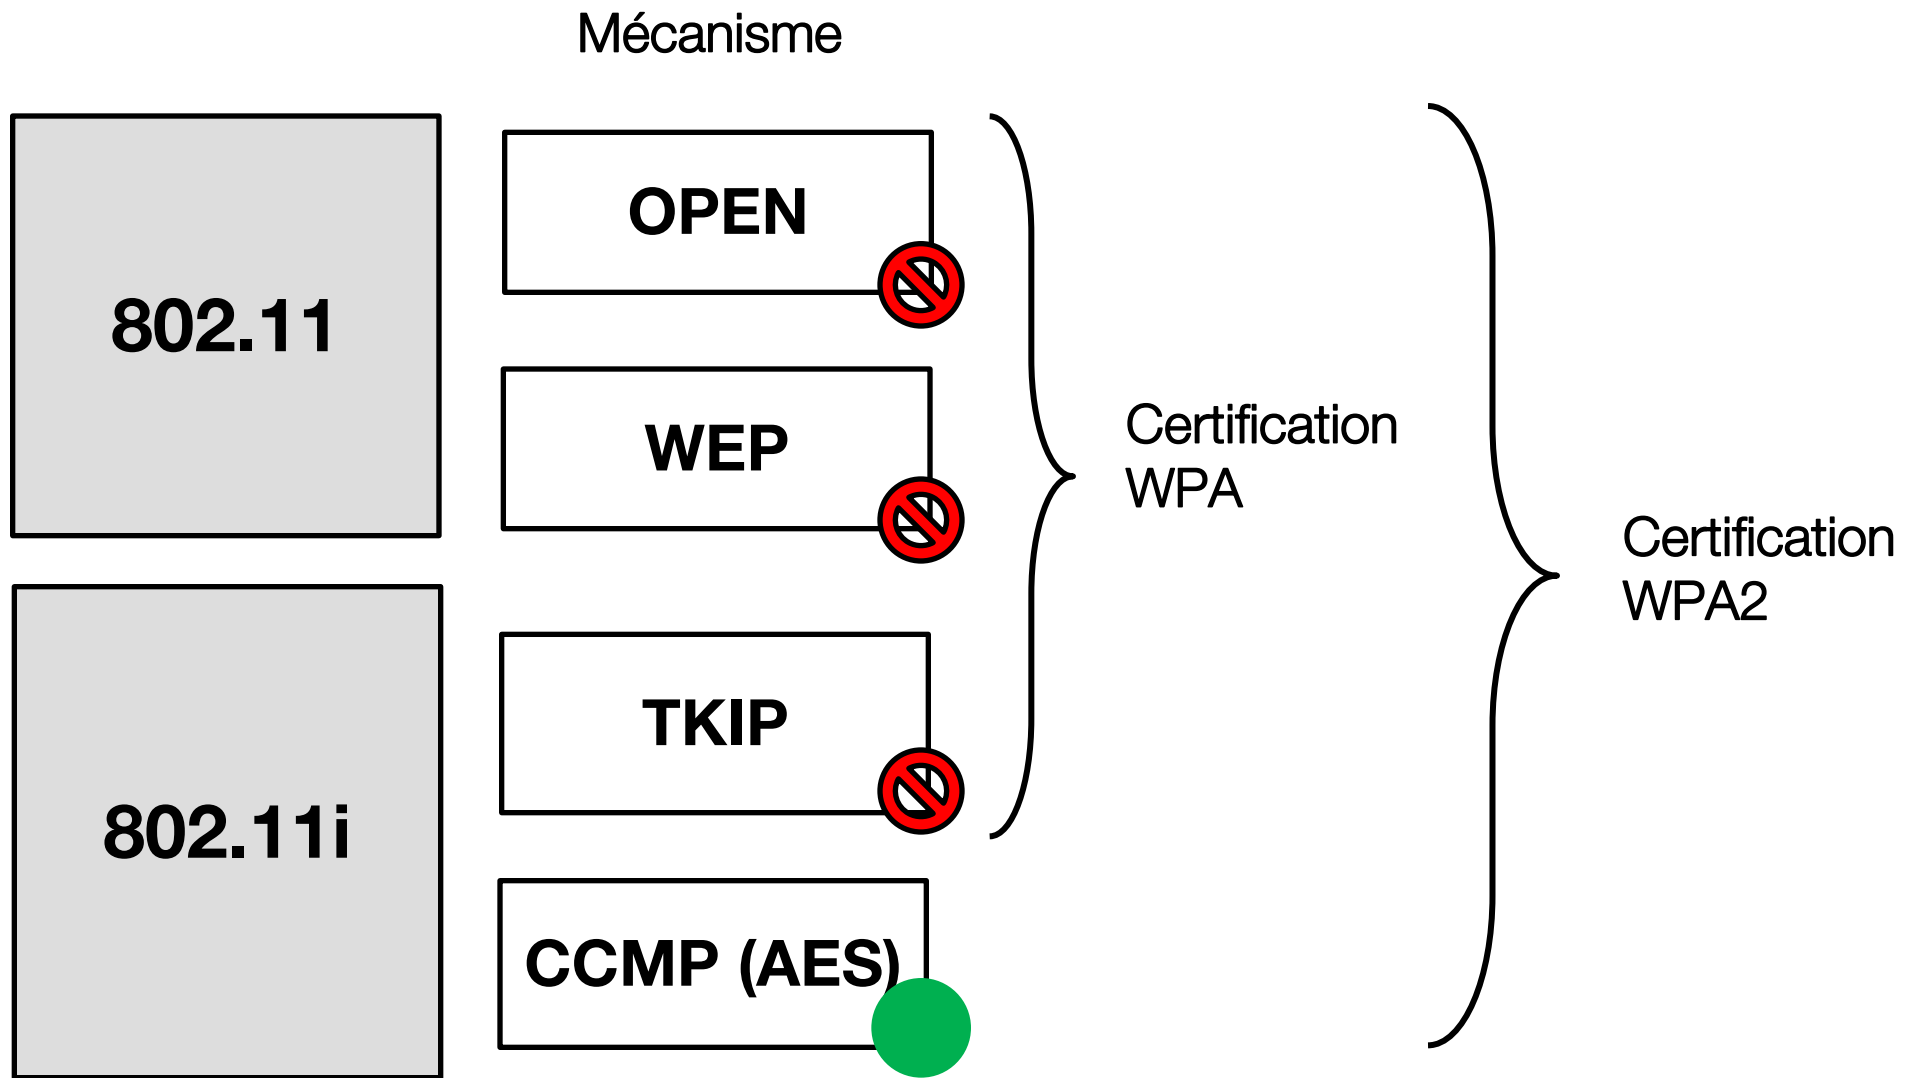 Mécanisme
802.11
OPEN
WEP
Certification
WPA
Certification
WPA2
802.11i
TKIP
CCMP (AES)